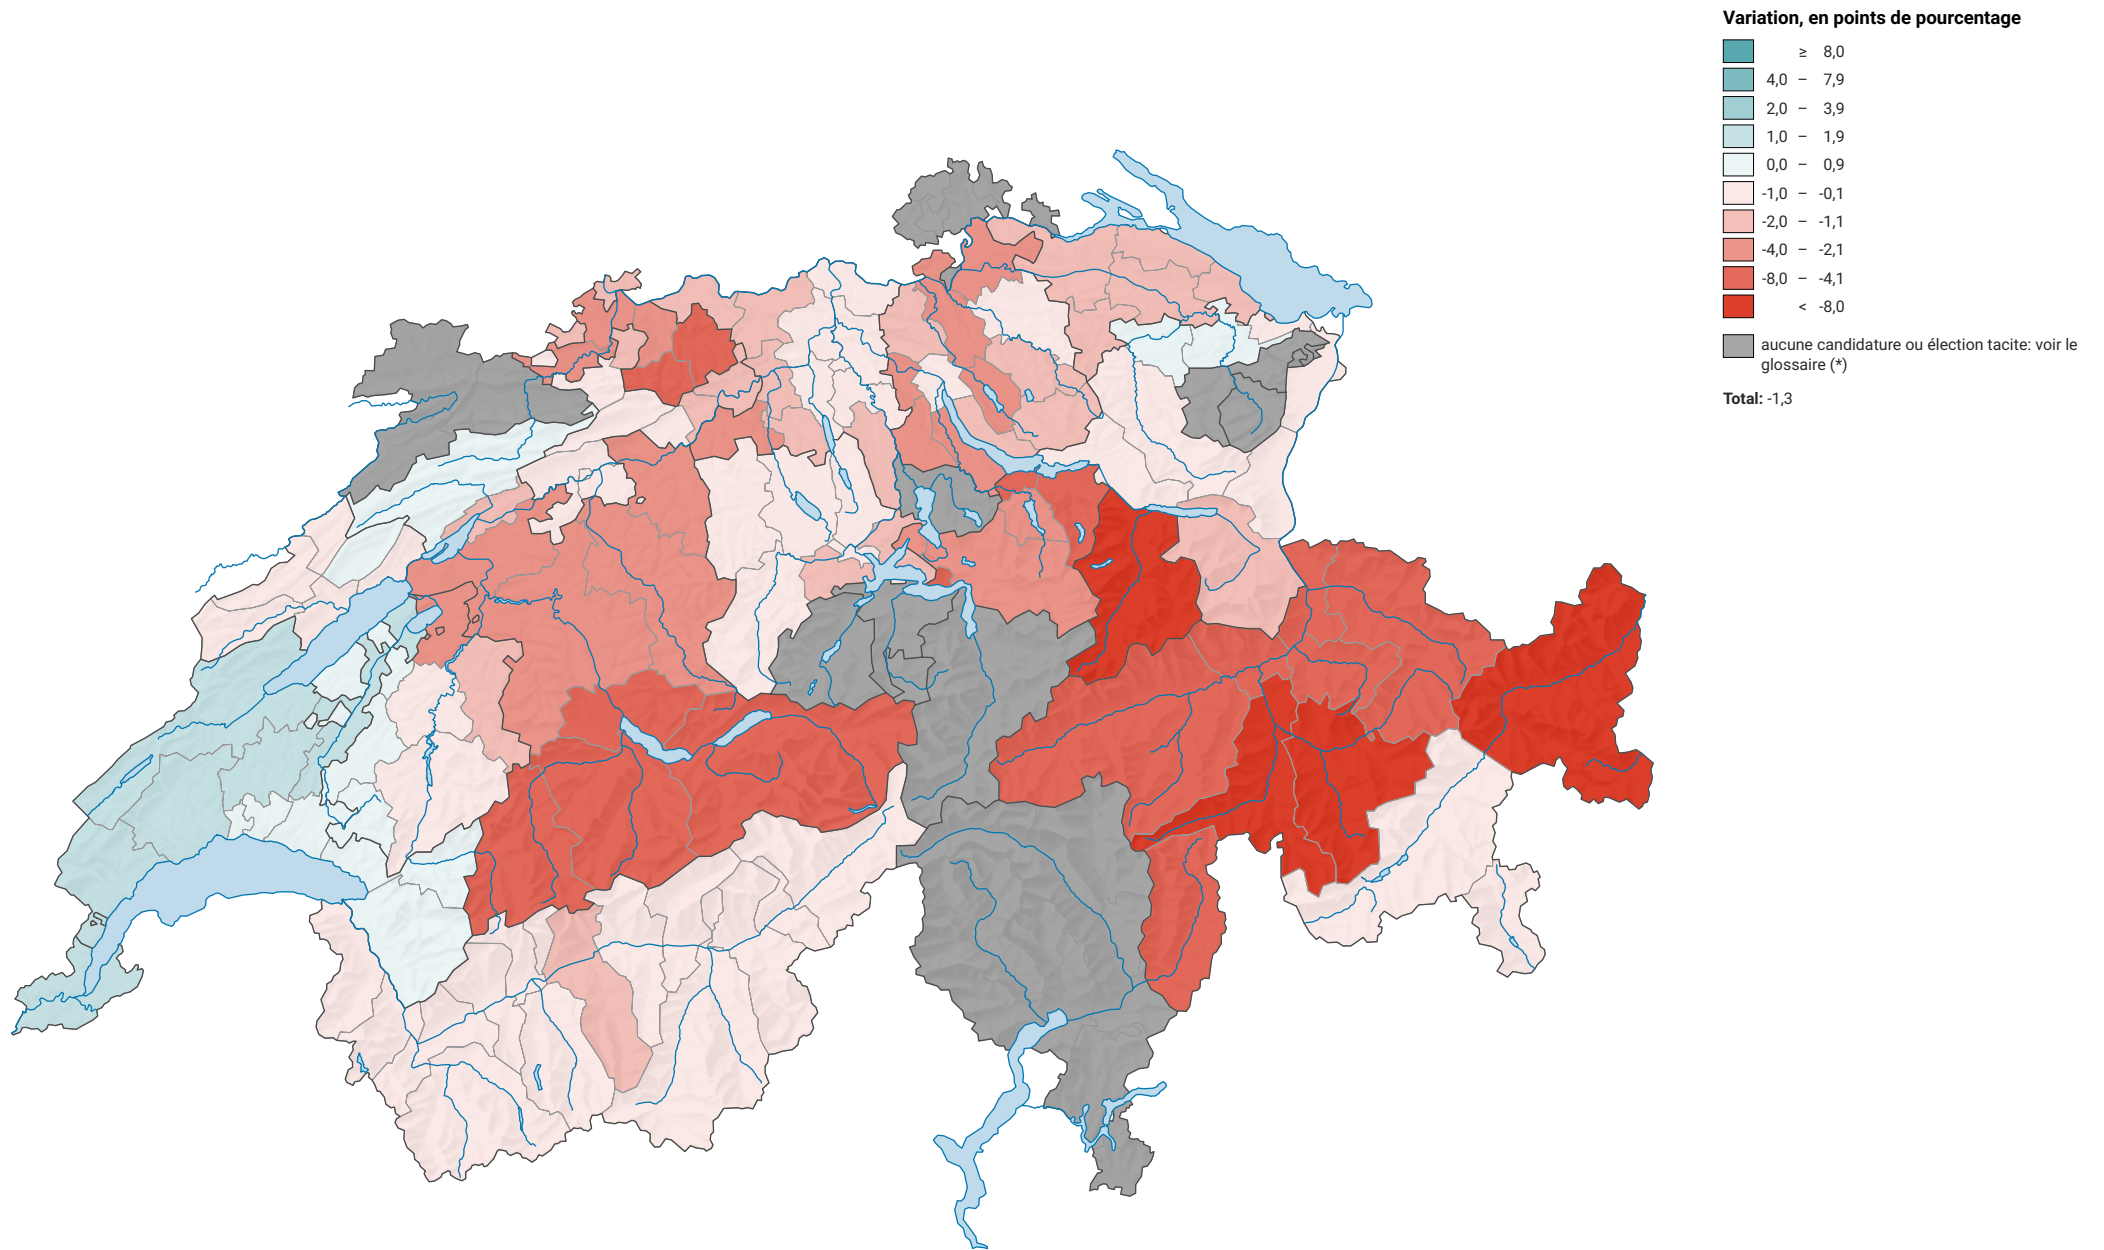 Variation, en points de pourcentage
≥ 8,0
4,0 – 7,9
2,0 – 3,9
1,0 – 1,9
0,0 – 0,9
-1,0 – -0,1
-2,0 – -1,1
-4,0 – -2,1
-8,0 – -4,1
< -8,0
aucune candidature ou élection tacite: voir le
glossaire (*)
Total: -1,3